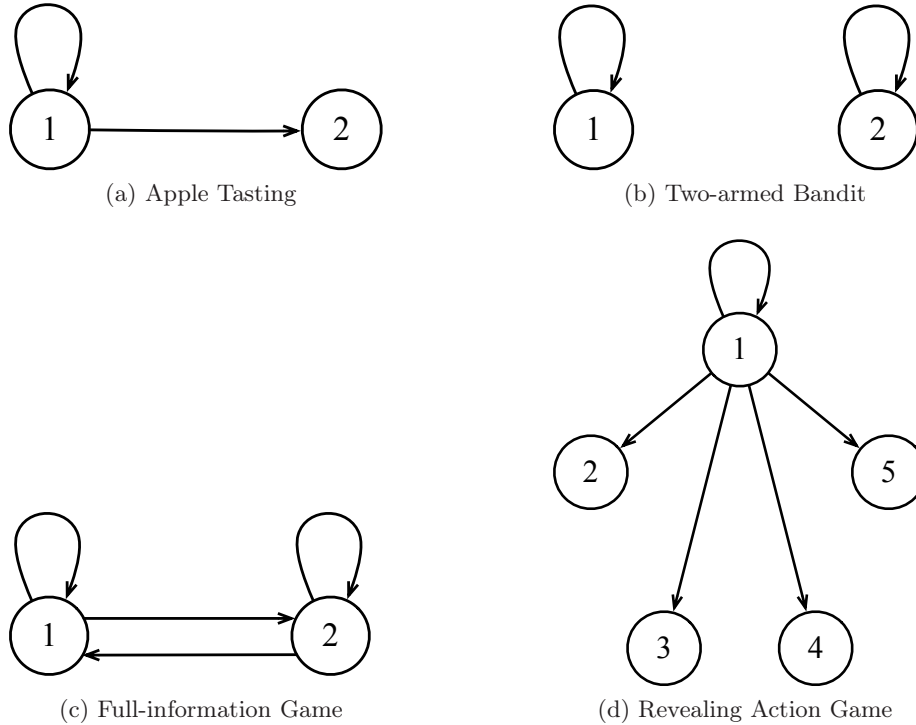 1
2
(a) Apple Tasting
1
2
(b) Two-armed Bandit
1
2
(c) Full-information Game
1
2
5
3
4
(d) Revealing Action Game